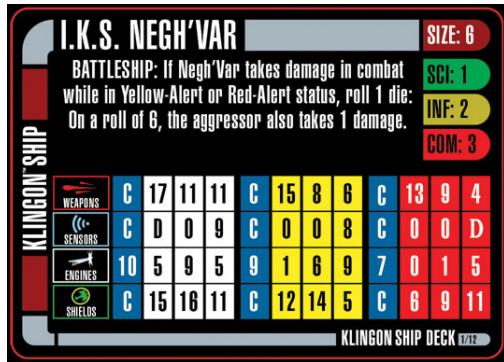 I.K.S. NEGH'VAR
SIZE: 6
BATTLESHIP: If Negh'Var takes damage in combat
while in Yellow-Alert or Red-Alert status, roll 1 die:
On a roll of 6, the aggressor also takes 1 damage.
SCI: 1
INF: 2
COM: 3
KLINGON™ SHIP
WEAPONS C 17 11 11 C 15 8 6 C 13 9 4
SENSORS C D 0 9 C 0 0 8 C 0 0 D
ENGINES 10 5 9 5 9 1 6 9 7 0 1 5
SHIELDS C 15 16 11 C 12 14 5 C 6 9 11
KLINGON SHIP DECK 1/12